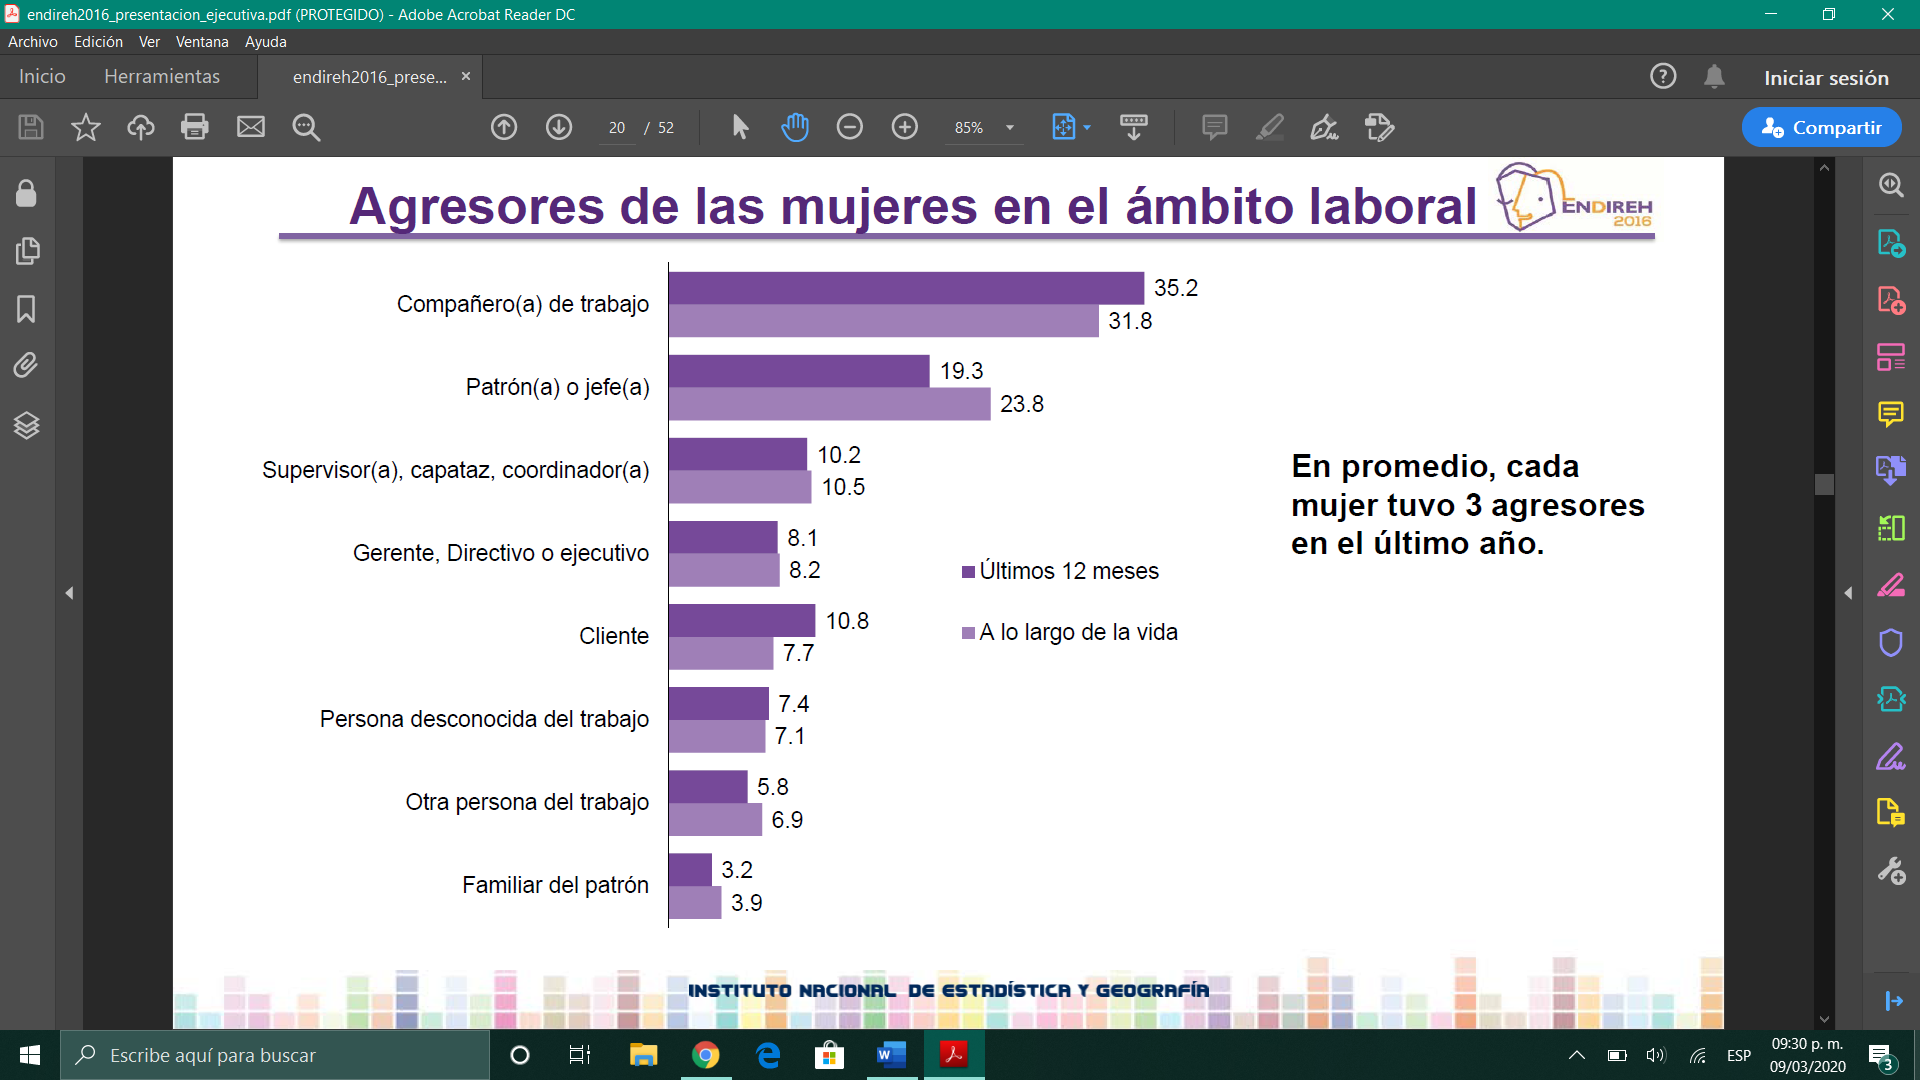 endireh2016_presentacion_ejecutiva.pdf (PROTEGIDO) - Adobe Acrobat Reader DC
Archivo Edición Ver Ventana Ayuda
Inicio Herramientas endireh2016_prese... × Iniciar sesión
20 / 52 85% Compartir
Agresores de las mujeres en el ámbito laboral
ENDIREH
2016
Compañero(a) de trabajo
35.2
31.8
Patrón(a) o jefe(a)
19.3
23.8
Supervisor(a), capataz, coordinador(a)
10.2
10.5
Gerente, Directivo o ejecutivo
8.1
8.2
Cliente
10.8
7.7
Persona desconocida del trabajo
7.4
7.1
Otra persona del trabajo
5.8
6.9
Familiar del patrón
3.2
3.9
Últimos 12 meses
A lo largo de la vida
En promedio, cada
mujer tuvo 3 agresores
en el último año.
INSTITUTO NACIONAL DE ESTADÍSTICA Y GEOGRAFÍA
Escribe aquí para buscar
ESP
09:30 p. m.
09/03/2020
3